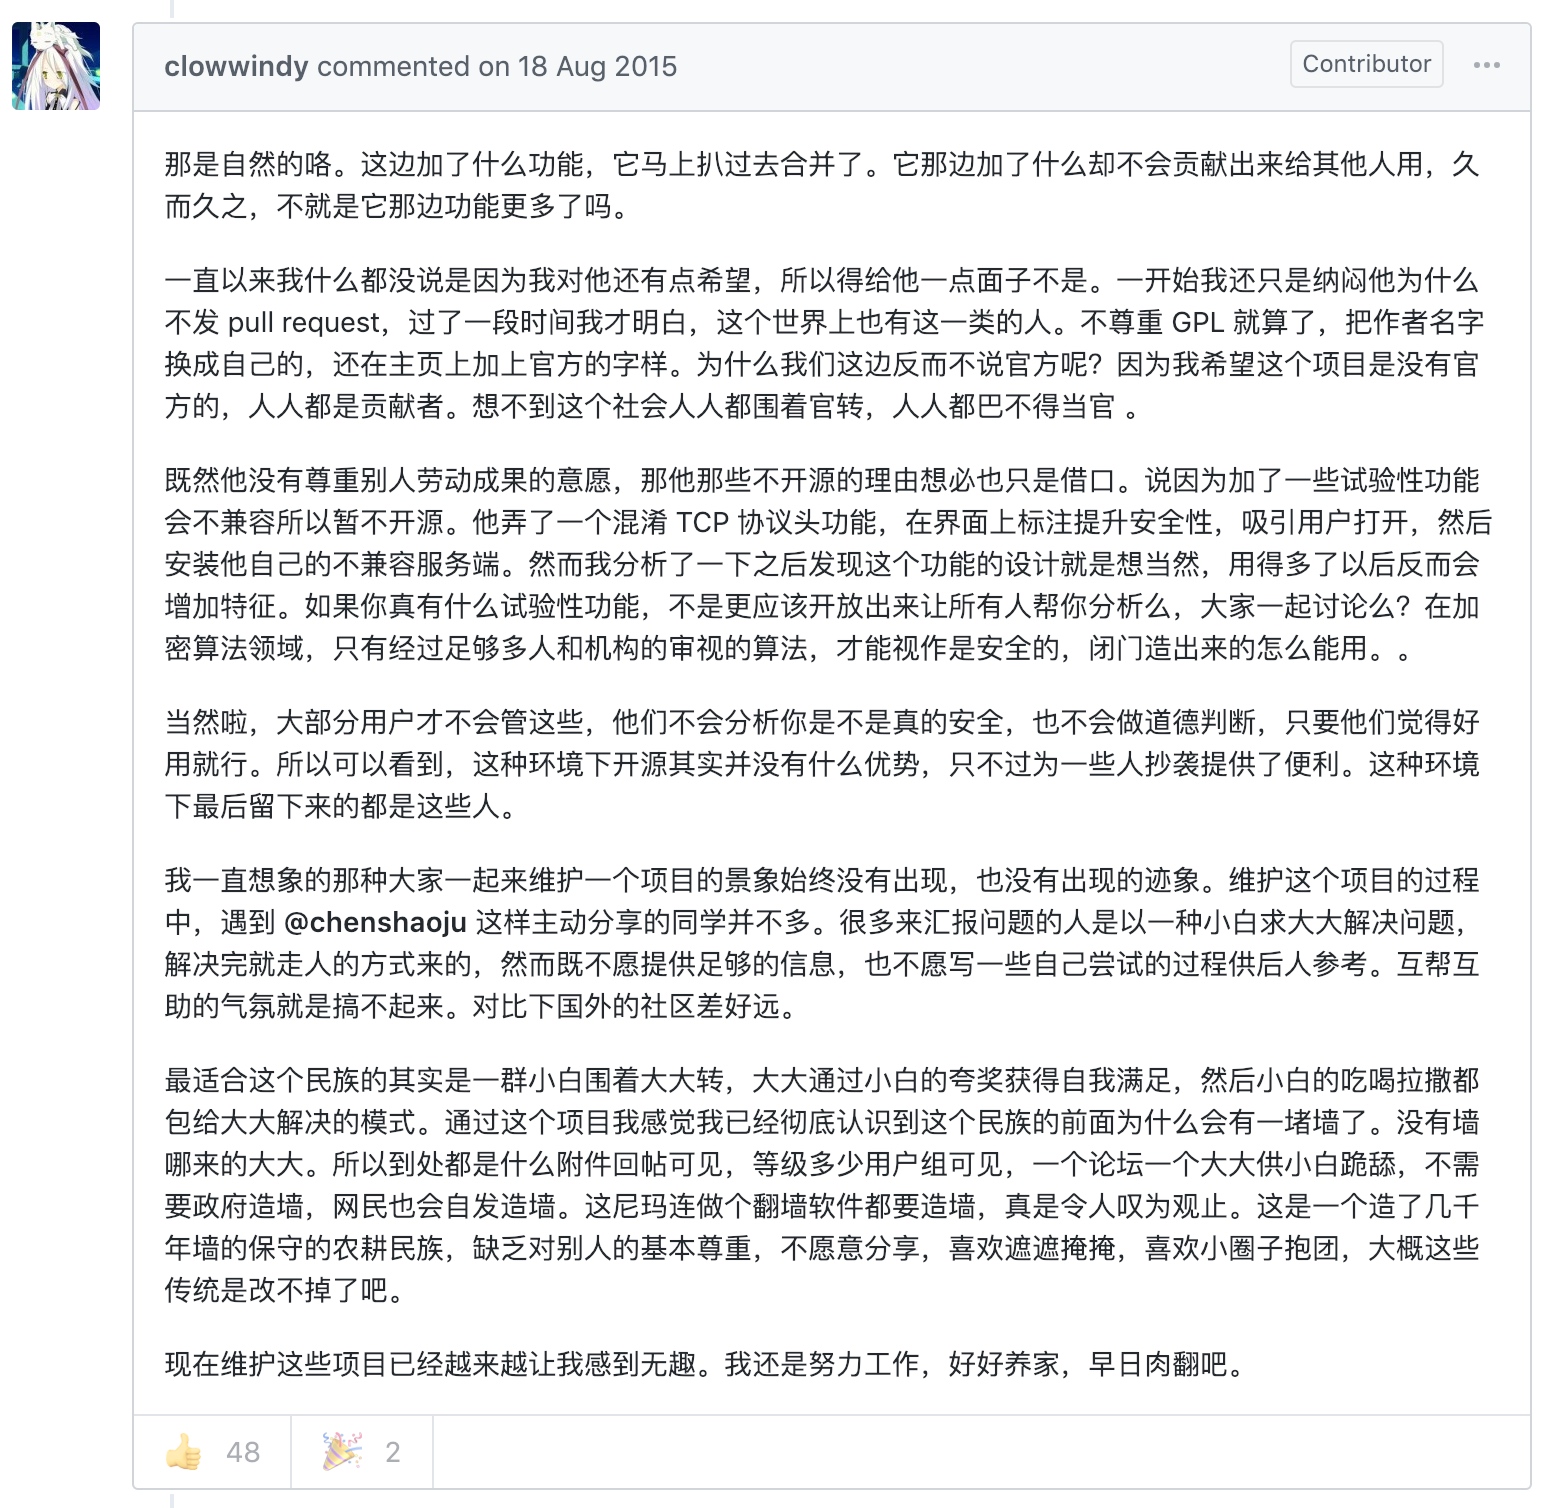 clowwindy commented on 18 Aug 2015
Contributor
那是自然的咯。这边加了什么功能，它马上扒过去合并了。它那边加了什么却不会贡献出来给其他人用，久
而久之，不就是它那边功能更多了吗。
一直以来我什么都没说是因为我对他还有点希望，所以得给他一点面子不是。一开始我还只是纳闷他为什么
不发 pull request，过了一段时间我才明白，这个世界上也有这一类的人。不尊重 GPL 就算了，把作者名字
换成自己的，还在主页上加上官方的字样。为什么我们这边反而不说官方呢？因为我希望这个项目是没有官
方的，人人都是贡献者。想不到这个社会人人都围着官转，人人都巴不得当官 。
既然他没有尊重别人劳动成果的意愿，那他那些不开源的理由想必也只是借口。说因为加了一些试验性功能
会不兼容所以暂不开源。他弄了一个混淆 TCP 协议头功能，在界面上标注提升安全性，吸引用户打开，然后
安装他自己的不兼容服务端。然而我分析了一下之后发现这个功能的设计就是想当然，用得多了以后反而会
增加特征。如果你真有什么试验性功能，不是更应该开放出来让所有人帮你分析么，大家一起讨论么？在加
密算法领域，只有经过足够多人和机构的审视的算法，才能视作是安全的，闭门造出来的怎么能用。。
当然啦，大部分用户才不会管这些，他们不会分析你是不是真的安全，也不会做道德判断，只要他们觉得好
用就行。所以可以看到，这种环境下开源其实并没有什么优势，只不过为一些人抄袭提供了便利。这种环境
下最后留下来的都是这些人。
我一直想象的那种大家一起来维护一个项目的景象始终没有出现，也没有出现的迹象。维护这个项目的过程
中，遇到 @chenshaoju 这样主动分享的同学并不多。很多来汇报问题的人是以一种小白求大大解决问题，
解决完就走人的方式来的，然而既不愿提供足够的信息，也不愿写一些自己尝试的过程供后人参考。互帮互
助的气氛就是搞不起来。对比下国外的社区差好远。
最适合这个民族的其实是一群小白围着大大转，大大通过小白的夸奖获得自我满足，然后小白的吃喝拉撒都
包给大大解决的模式。通过这个项目我感觉我已经彻底认识到这个民族的前面为什么会有一堵墙了。没有墙
哪来的大大。所以到处都是什么附件回帖可见，等级多少用户组可见，一个论坛一个大大供小白跪舔，不需
要政府造墙，网民也会自发造墙。这尼玛连做个翻墙软件都要造墙，真是令人叹为观止。这是一个造了几千
年墙的保守的农耕民族，缺乏对别人的基本尊重，不愿意分享，喜欢遮遮掩掩，喜欢小圈子抱团，大概这些
传统是改不掉了吧。
现在维护这些项目已经越来越让我感到无趣。我还是努力工作，好好养家，早日肉翻吧。
48 2